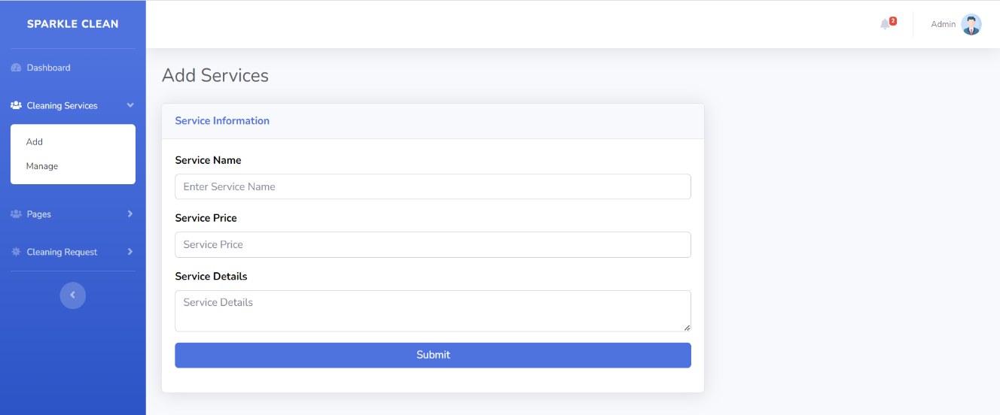 SPARKLE CLEAN
2
Admin
Dashboard
Cleaning Services
Add
Manage
Pages
Cleaning Request
Add Services
Service Information
Service Name
Enter Service Name
Service Price
Service Price
Service Details
Service Details
Submit